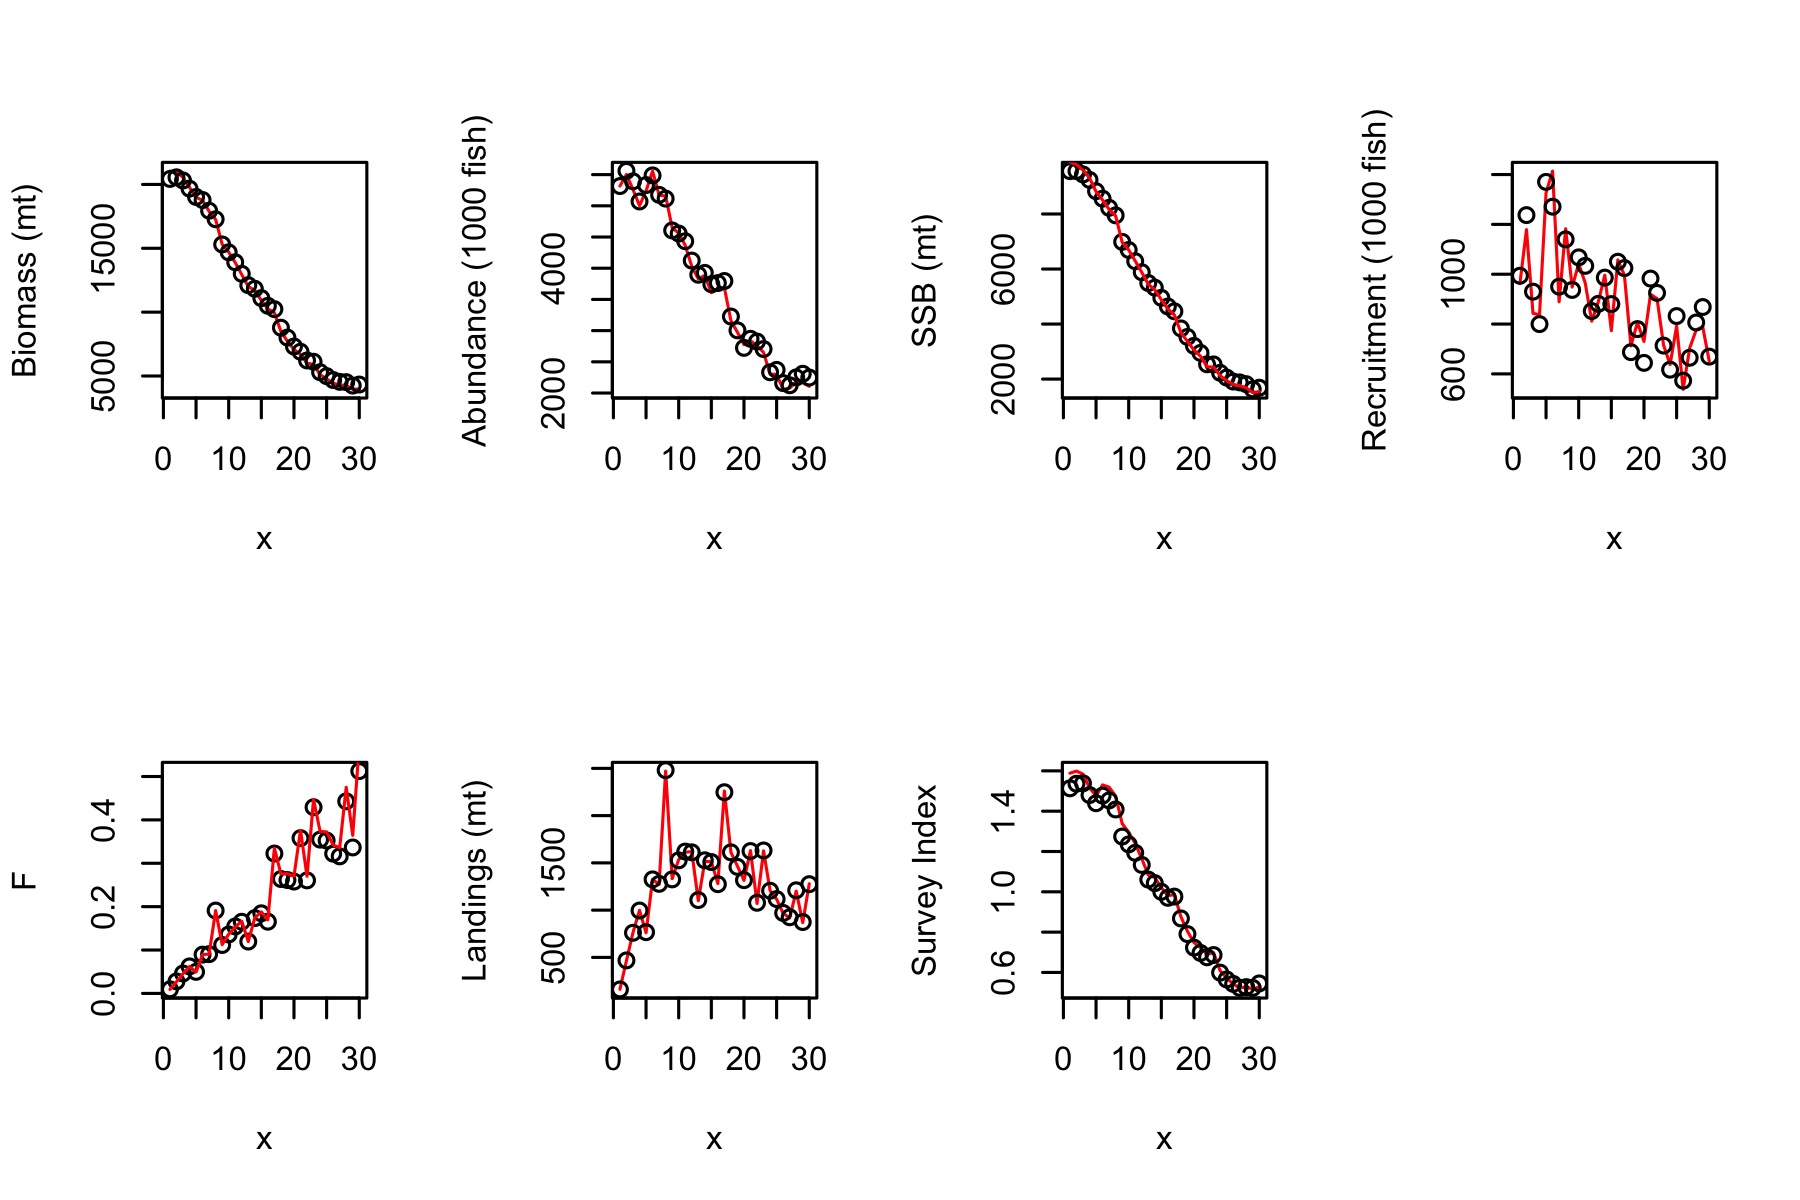 Biomass (mt)
5000 15000
0 10 20 30
x
Abundance (1000 fish)
2000 4000
0 10 20 30
x
SSB (mt)
2000 6000
0 10 20 30
x
Recruitment (1000 fish)
600 1000
0 10 20 30
x
F
0.0 0.2 0.4
0 10 20 30
x
Landings (mt)
500 1500
0 10 20 30
x
Survey Index
0.6 1.0 1.4
0 10 20 30
x